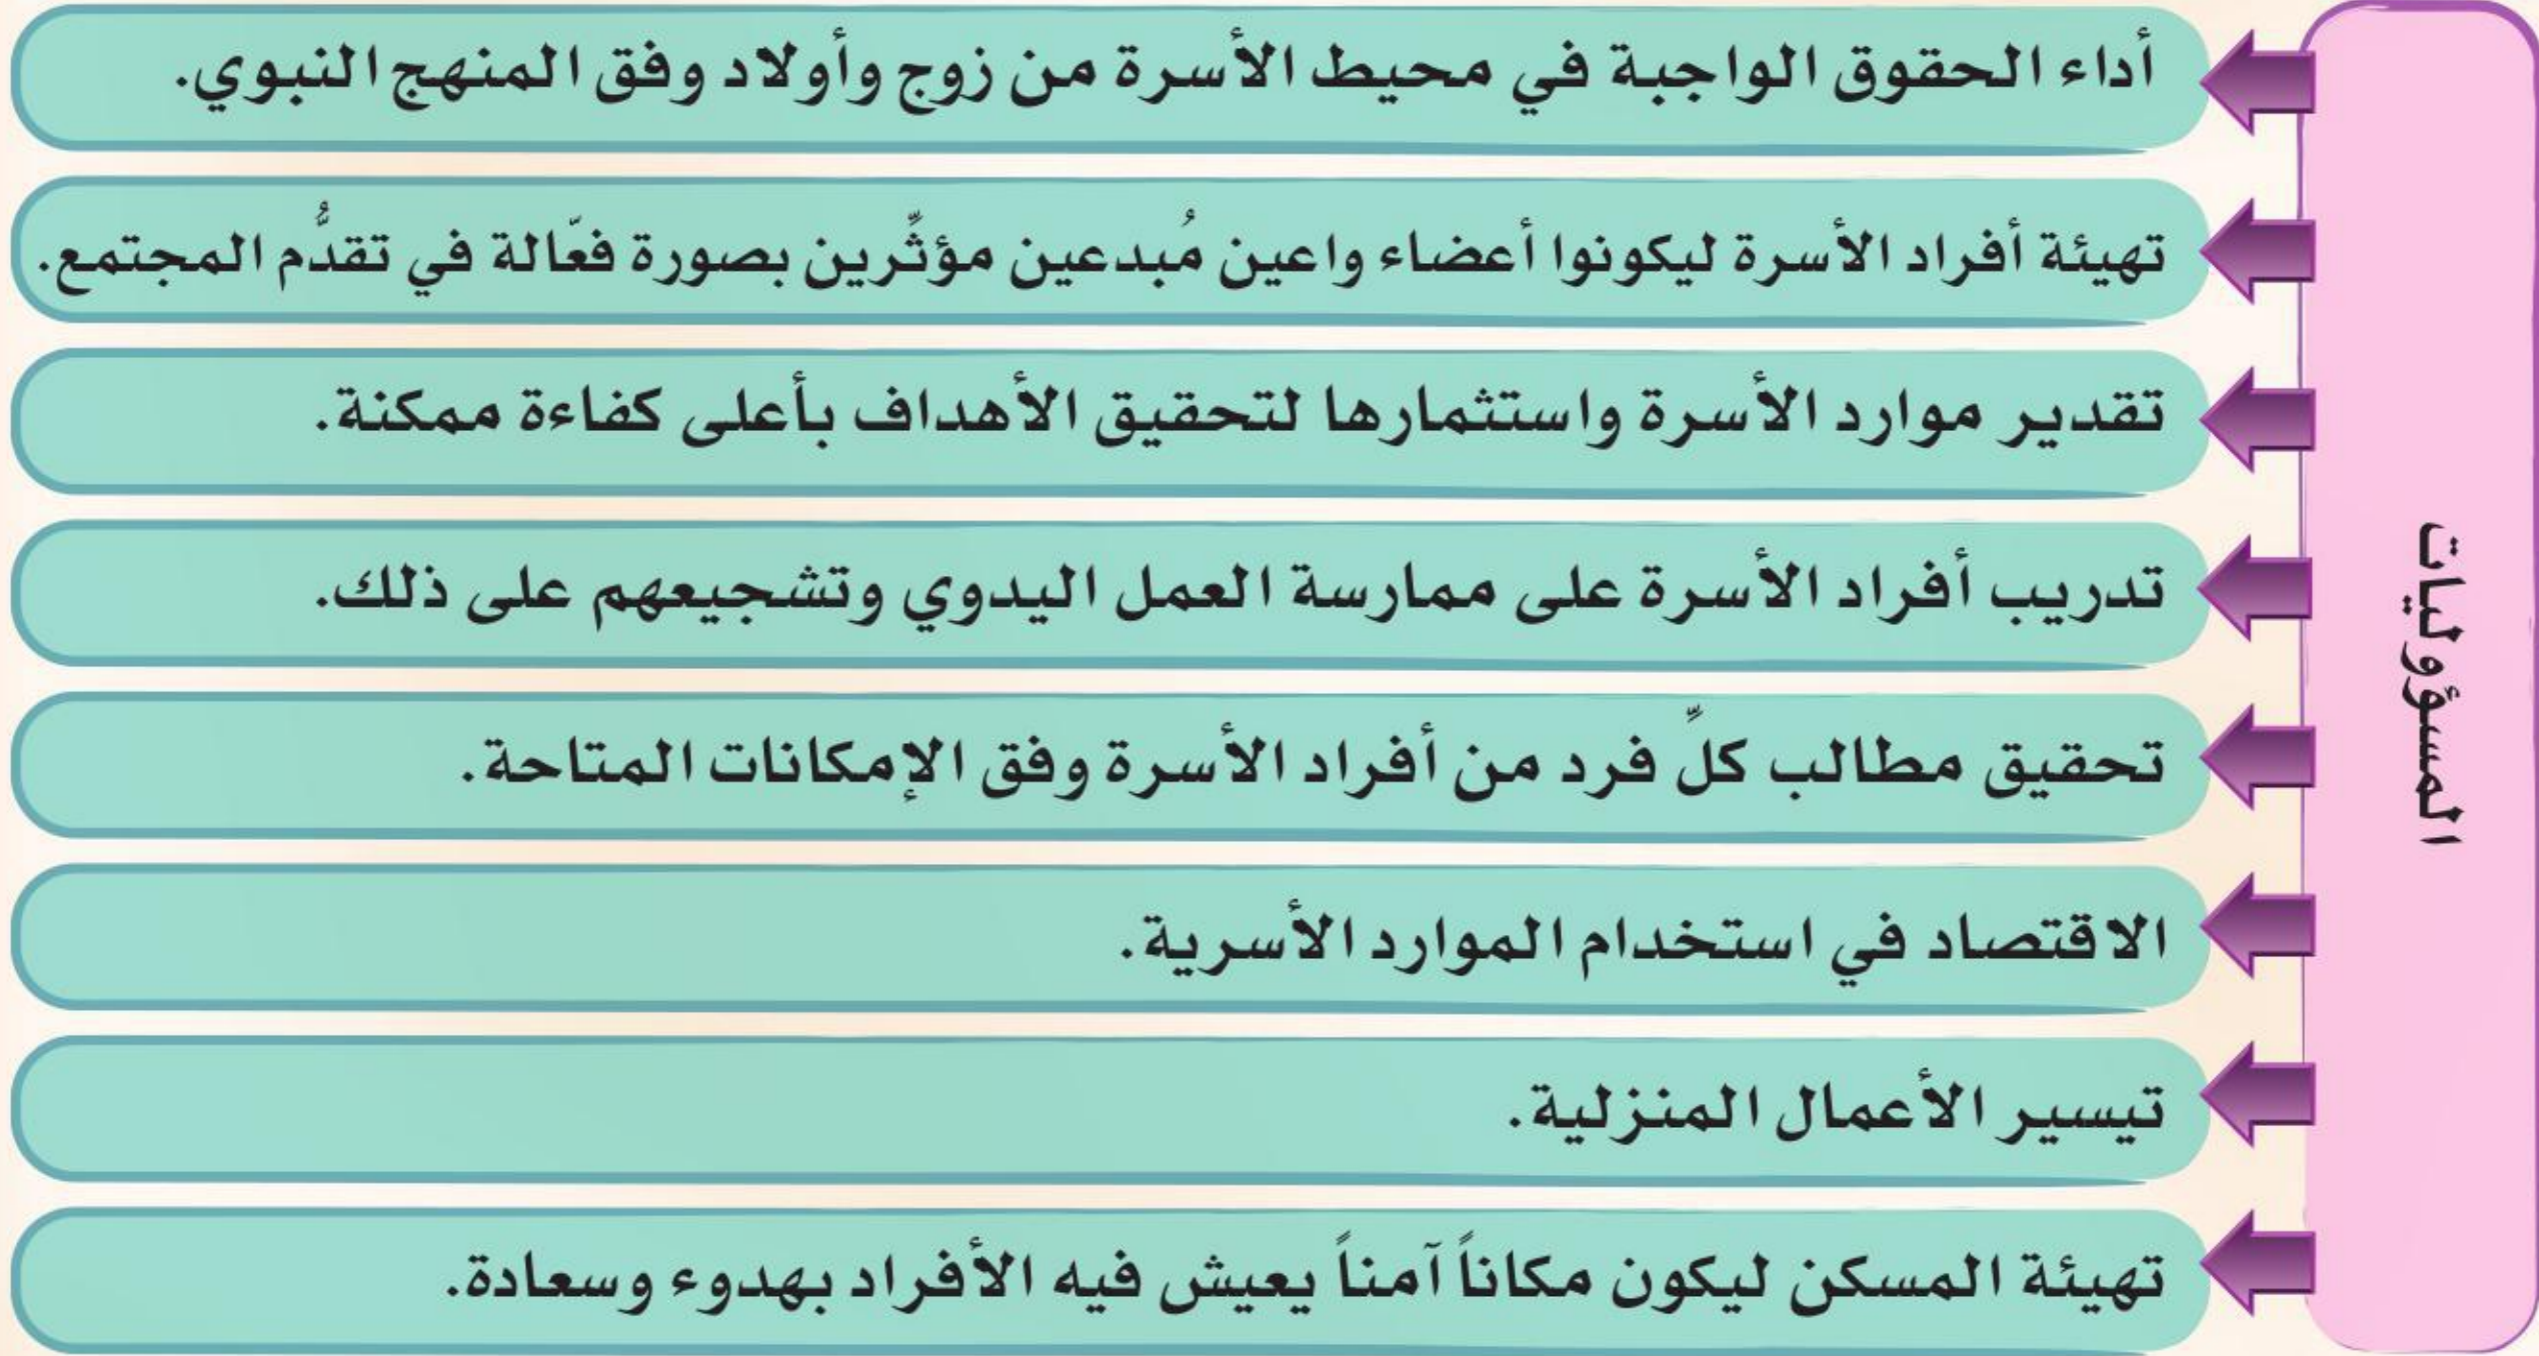 المسؤوليات
أداء الحقوق الواجبة في محيط الأسرة من زوج وأولاد وفق المنهج النبوي.
تهيئة أفراد الأسرة ليكونوا أعضاء واعين مُبدعين مؤثِّرين بصورة فعّالة في تقدُّم المجتمع.
تقدير موارد الأسرة واستثمارها لتحقيق الأهداف بأعلى كفاءة ممكنة.
تدريب أفراد الأسرة على ممارسة العمل اليدوي وتشجيعهم على ذلك.
تحقيق مطالب كلِّ فرد من أفراد الأسرة وفق الإمكانات المتاحة.
الاقتصاد في استخدام الموارد الأسرية.
تيسير الأعمال المنزلية.
تهيئة المسكن ليكون مكاناً آمناً يعيش فيه الأفراد بهدوء وسعادة.